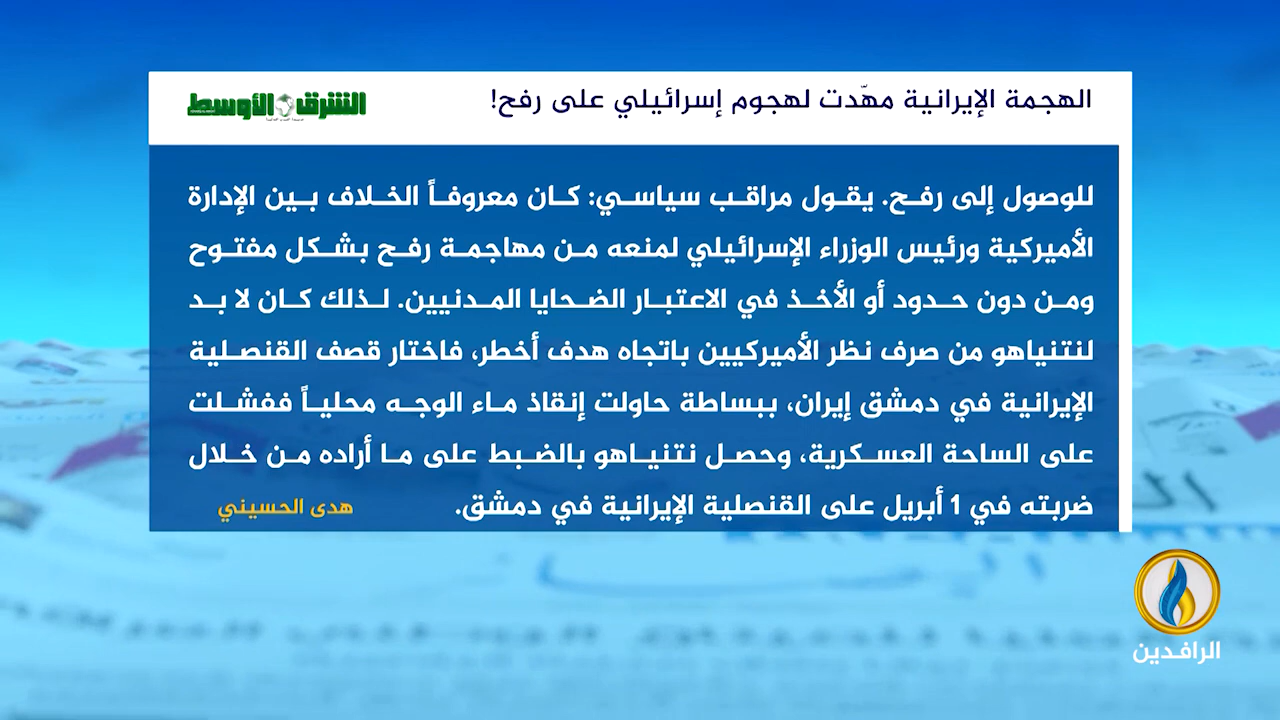 الهجمة الإيرانية مهّدت لهجوم إسرائيلي على رفح!
الشرق الأوسط
للوصول إلى رفح. يقول مراقب سياسي: كان معروفاً الخلاف بين الإدارة
الأميركية ورئيس الوزراء الإسرائيلي لمنعه من مهاجمة رفح بشكل مفتوح
ومن دون حدود أو الأخذ في الاعتبار الضحايا المدنيين. لذلك كان لا بد
لنتنياهو من صرف نظر الأميركيين باتجاه هدف أخطر، فاختار قصف القنصلية
الإيرانية في دمشق إيران، ببساطة حاولت إنقاذ ماء الوجه محلياً ففشلت
على الساحة العسكرية، وحصل نتنياهو بالضبط على ما أراده من خلال
ضربته في 1 أبريل على القنصلية الإيرانية في دمشق.
هدى الحسيني
الرافدين